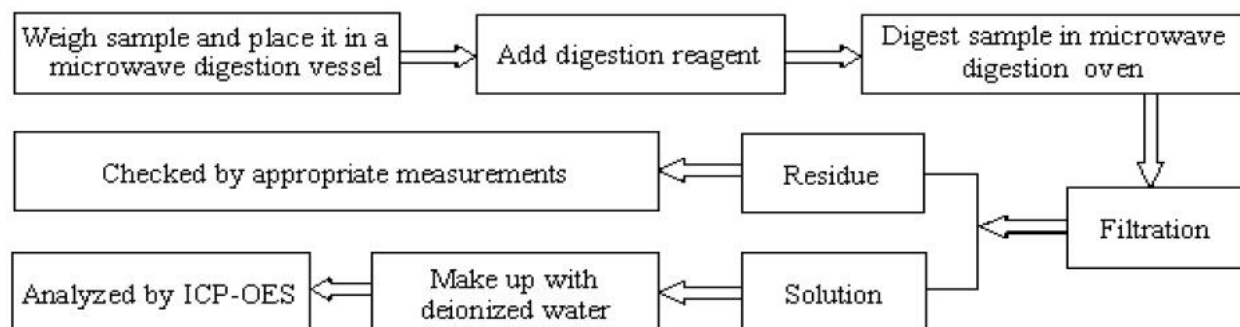 Weigh sample and place it in a
microwave digestion vessel
Add digestion reagent
Digest sample in microwave
digestion oven
Filtration
Residue
Checked by appropriate measurements
Solution
Make up with
deionized water
Analyzed by ICP-OES